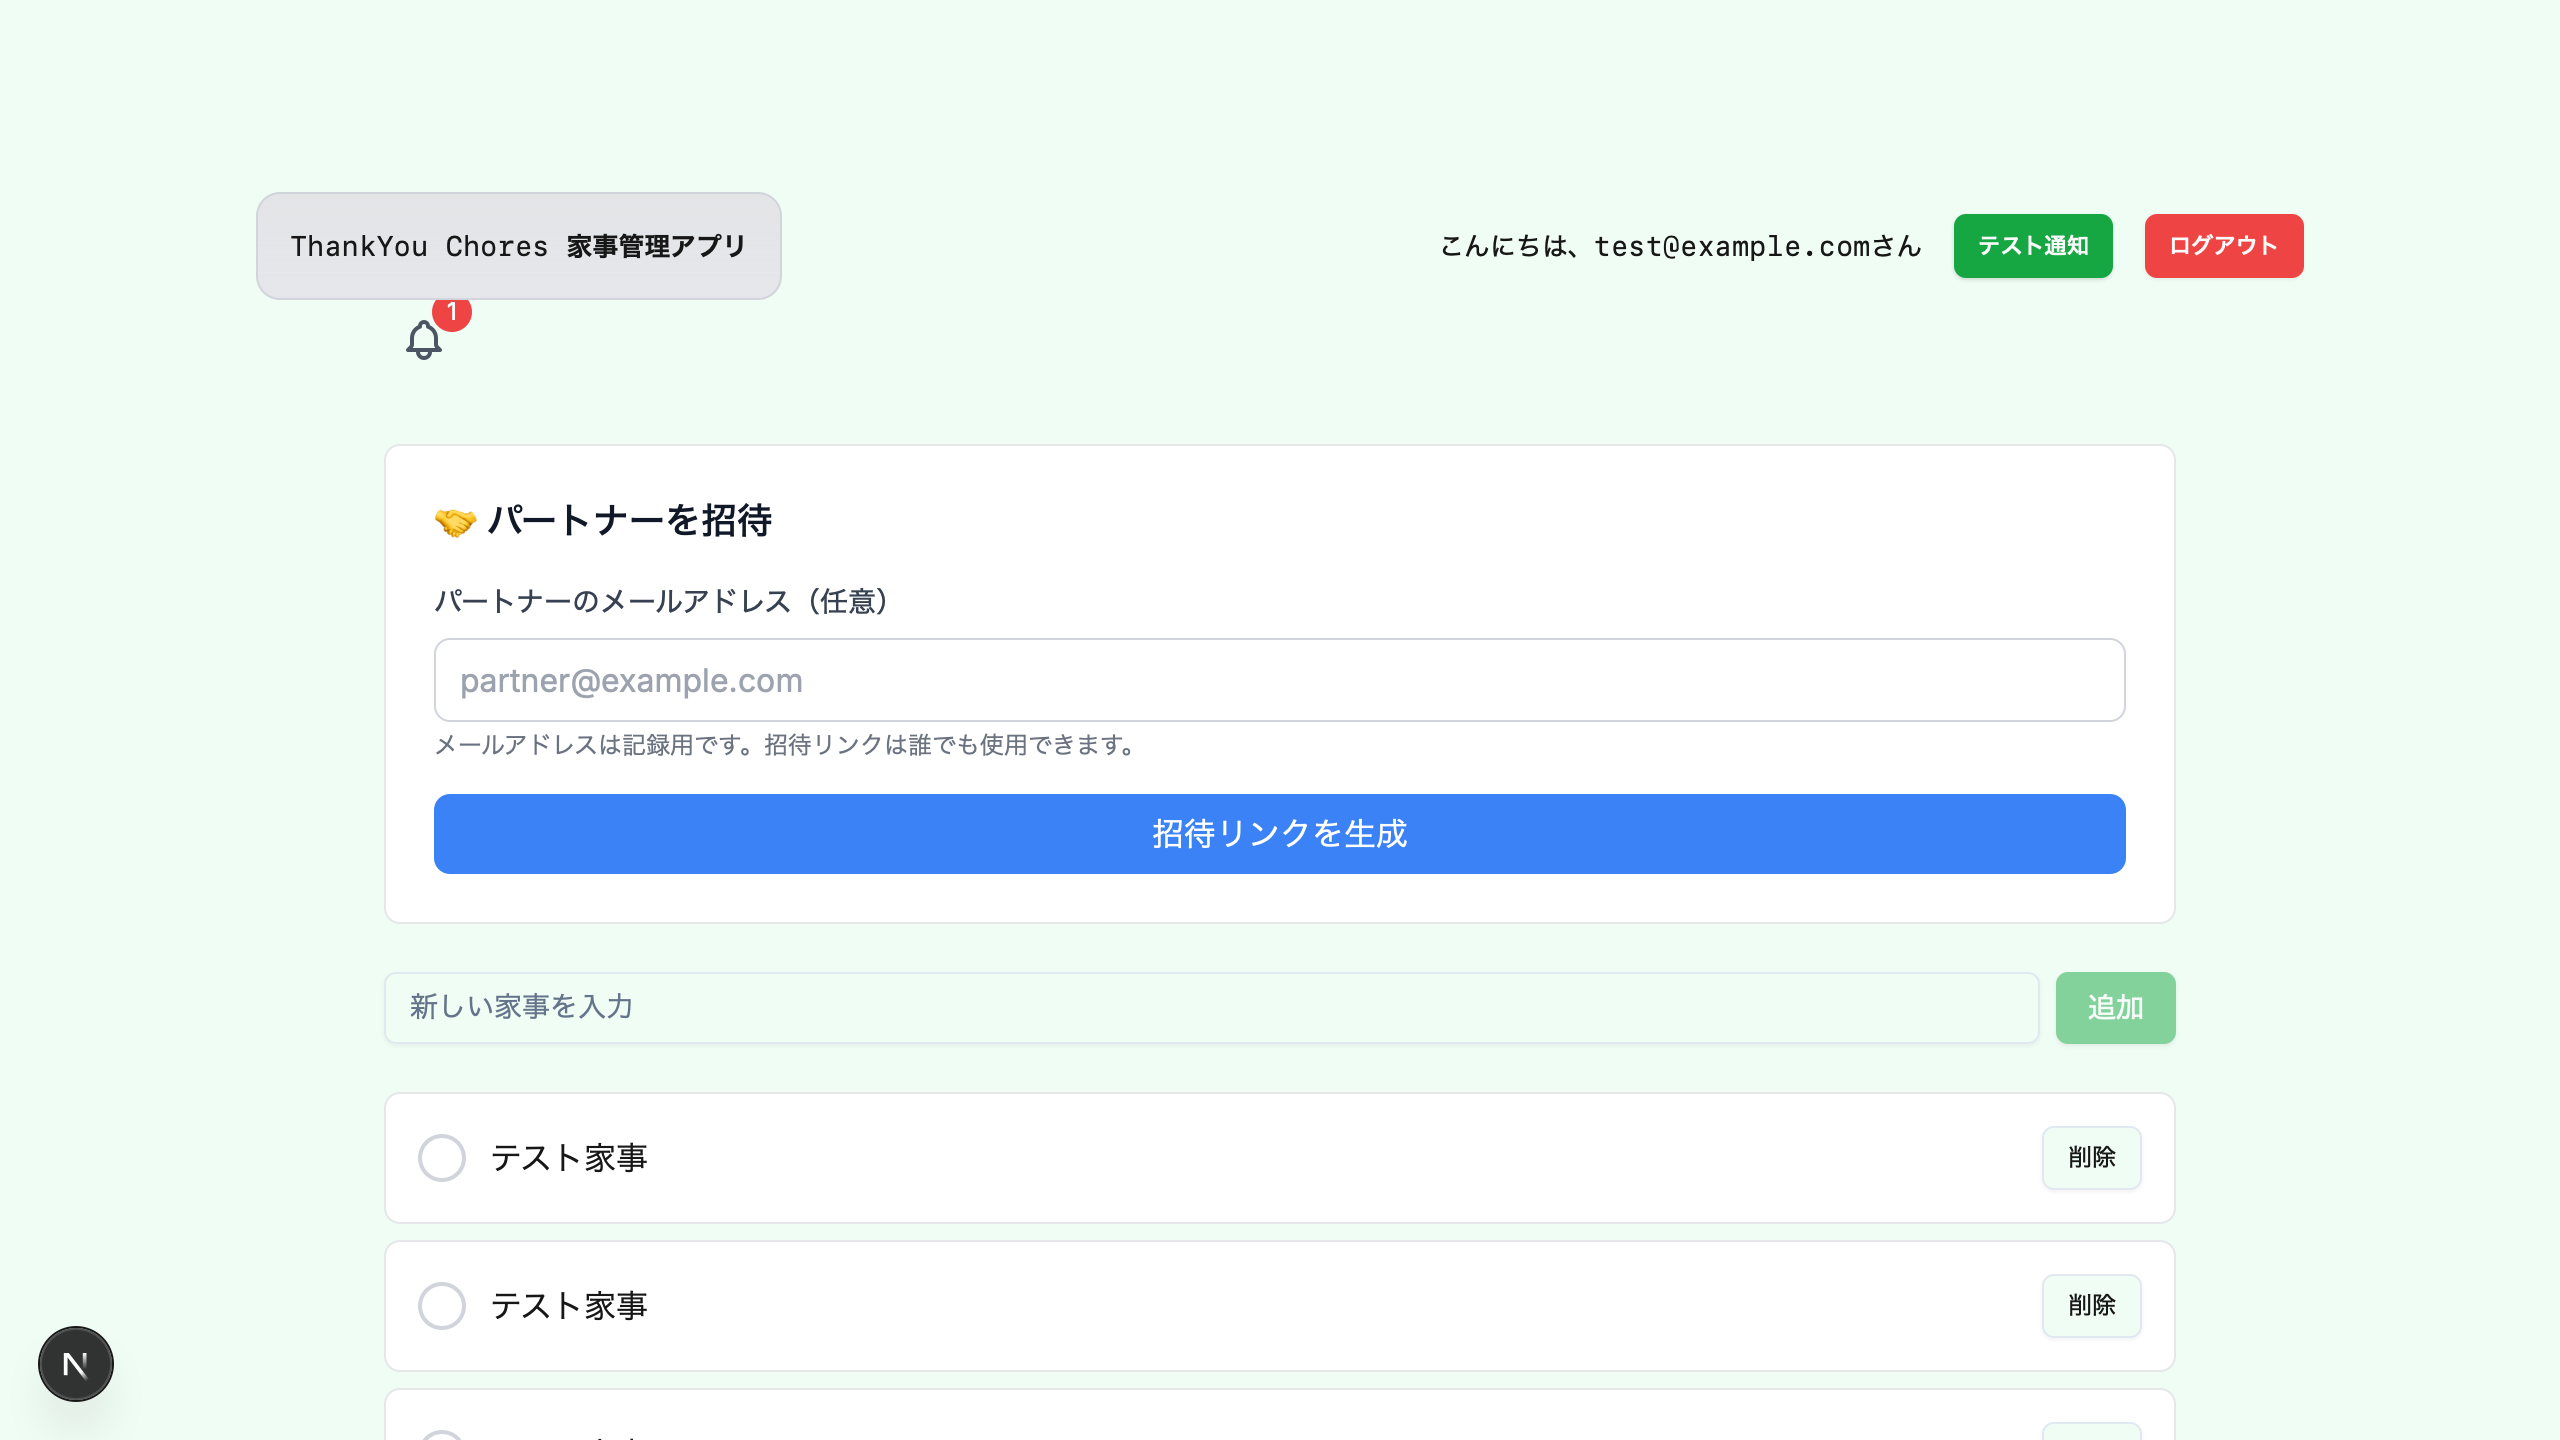 ThankYou Chores 家事管理アプリ
こんにちは、test@example.comさん
テスト通知
ログアウト
1
🤝 パートナーを招待
パートナーのメールアドレス（任意）
partner@example.com
メールアドレスは記録用です。招待リンクは誰でも使用できます。
招待リンクを生成
新しい家事を入力
追加
テスト家事
削除
テスト家事
削除
N